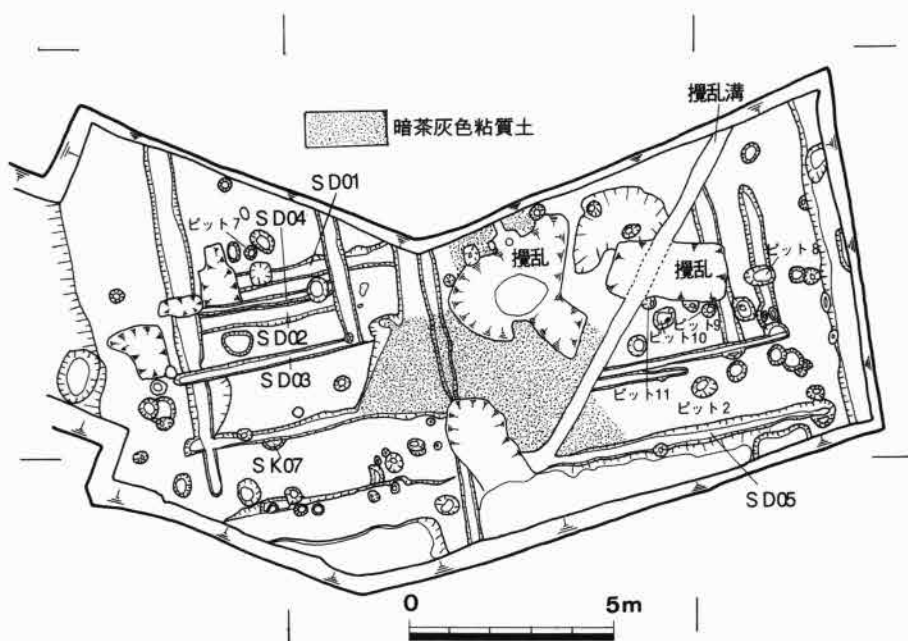 攪乱溝
暗茶灰色粘質土
SD01
ピット7
SD04
攪乱
攪乱
ピット8
ピット9
ピット10
SD02
SD03
ピット11
ピット2
SK07
SD05
0 5m